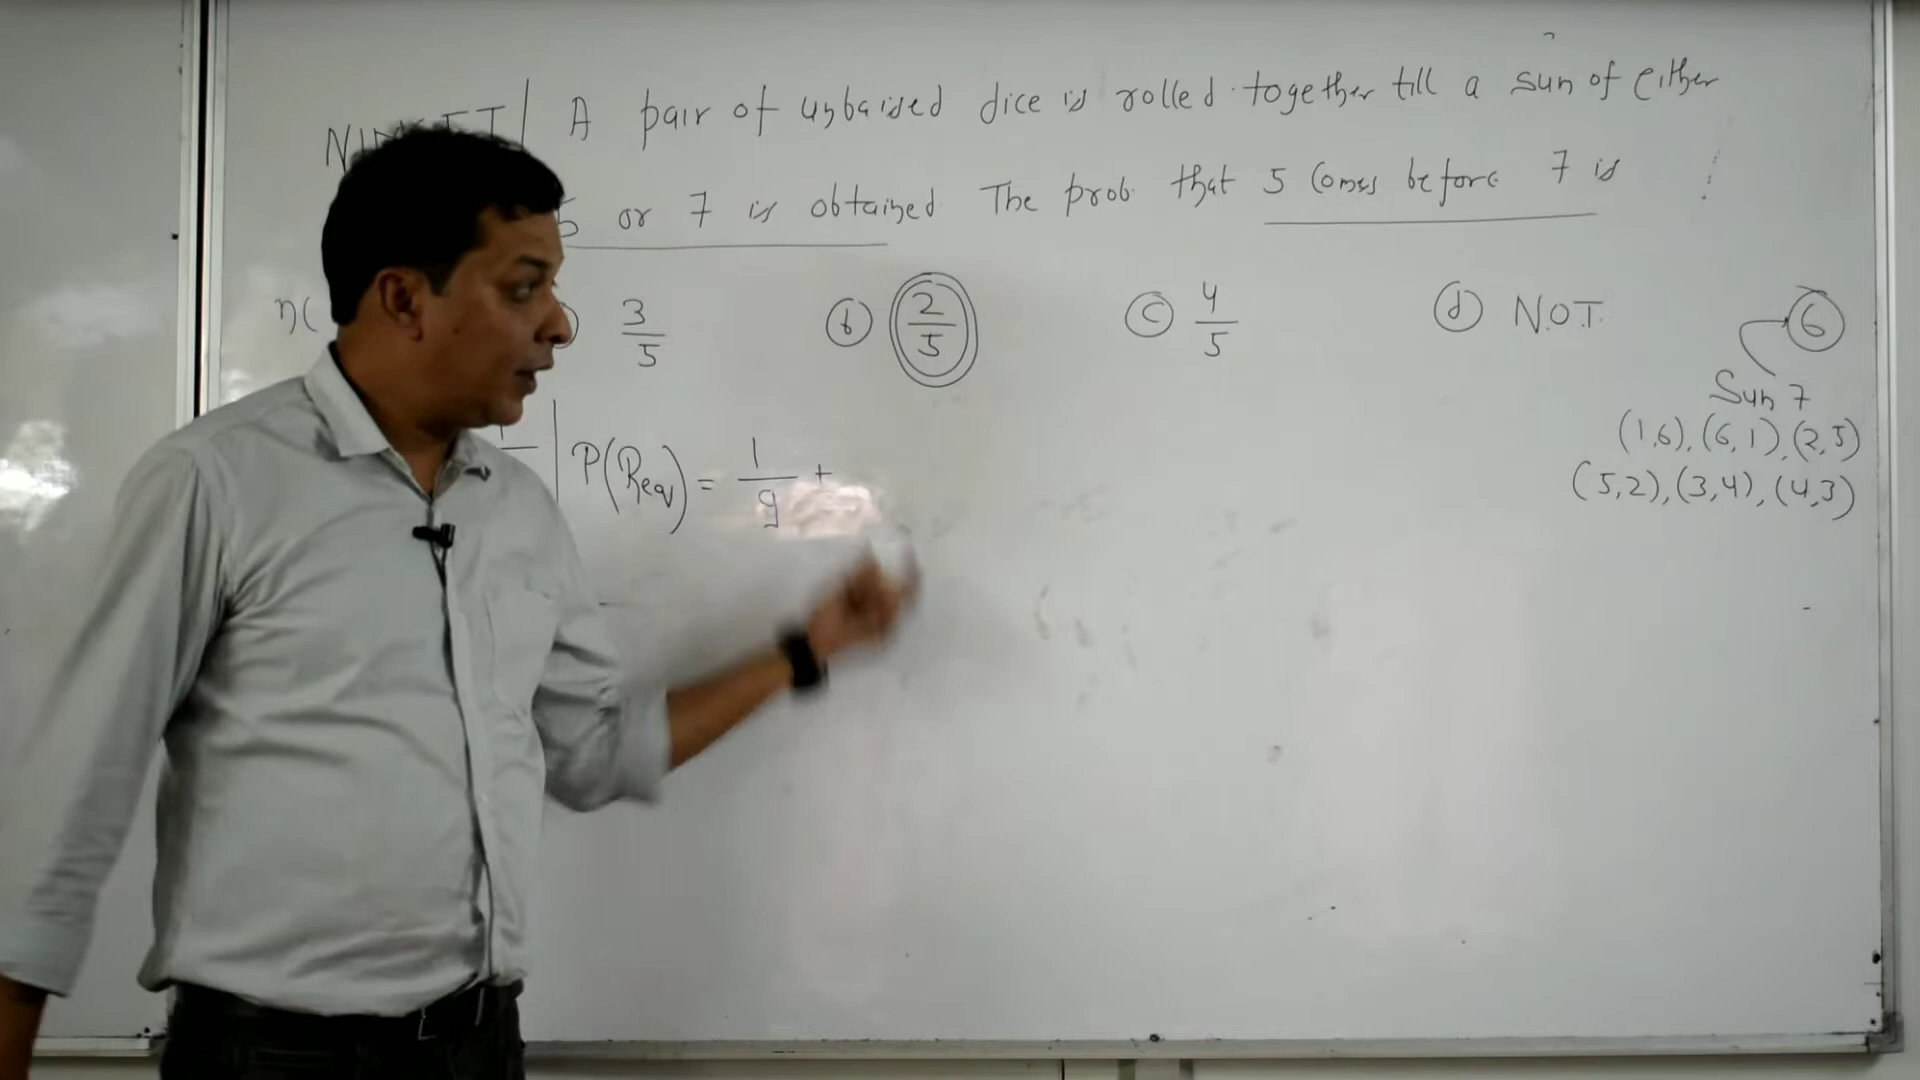 A pair of unbaised dice is rolled together till a sum of either
5 or 7 is obtained The prob. that 5 Comes before 7 is
n( 3/5 (b) 2/5 (c) 4/5 (d) N.O.T. 6
Sum 7
(1,6), (6,1), (2,5)
(5,2), (3,4), (4,3)
P(Req) = 1/9 +